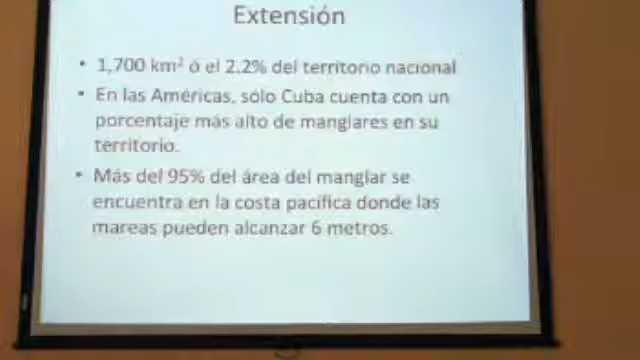 Extensión
• 1,700 km² ó el 2.2% del territorio nacional
• En las Américas, sólo Cuba cuenta con un
porcentaje más alto de manglares en su
territorio.
• Más del 95% del área del manglar se
encuentra en la costa pacífica donde las
mareas pueden alcanzar 6 metros.